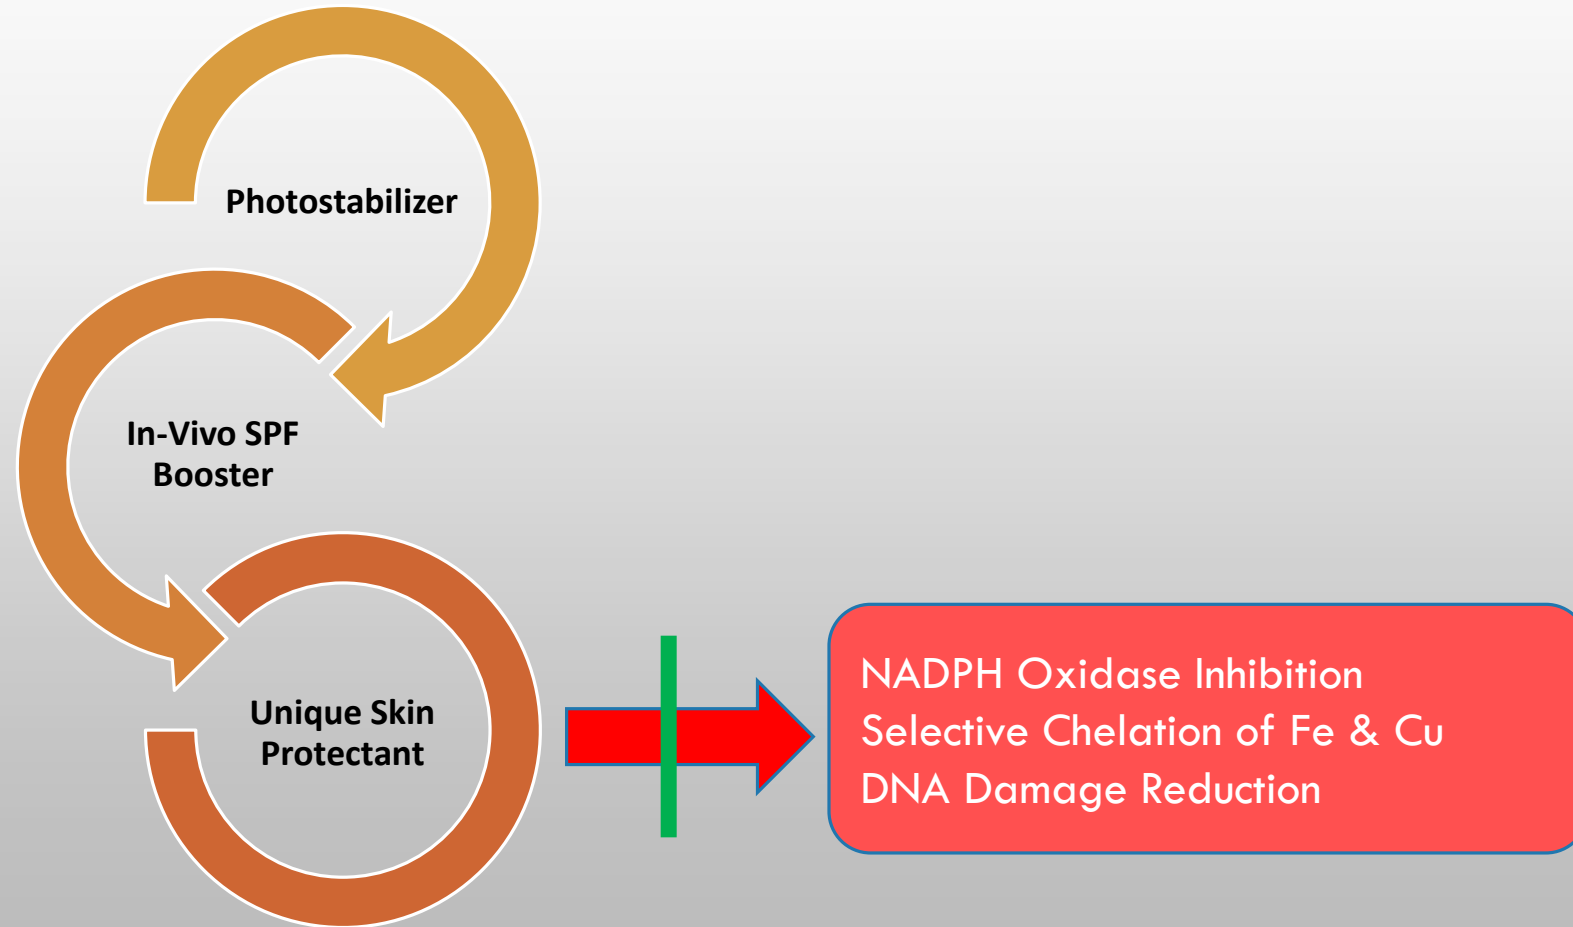 Photostabilizer
In-Vivo SPF
Booster
Unique Skin
Protectant
NADPH Oxidase Inhibition
Selective Chelation of Fe & Cu
DNA Damage Reduction